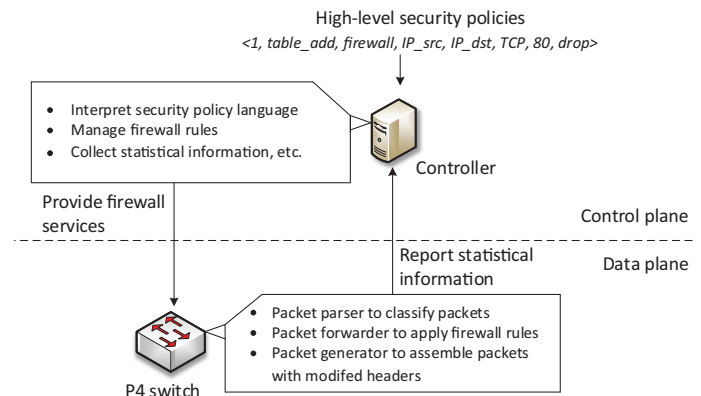 High-level security policies
<1, table_add, firewall, IP_src, IP_dst, TCP, 80, drop>
• Interpret security policy language
• Manage firewall rules
• Collect statistical information, etc.
Controller
Provide firewall
services
Control plane
Report statistical
information
Data plane
• Packet parser to classify packets
• Packet forwarder to apply firewall rules
• Packet generator to assemble packets
with modifed headers
P4 switch